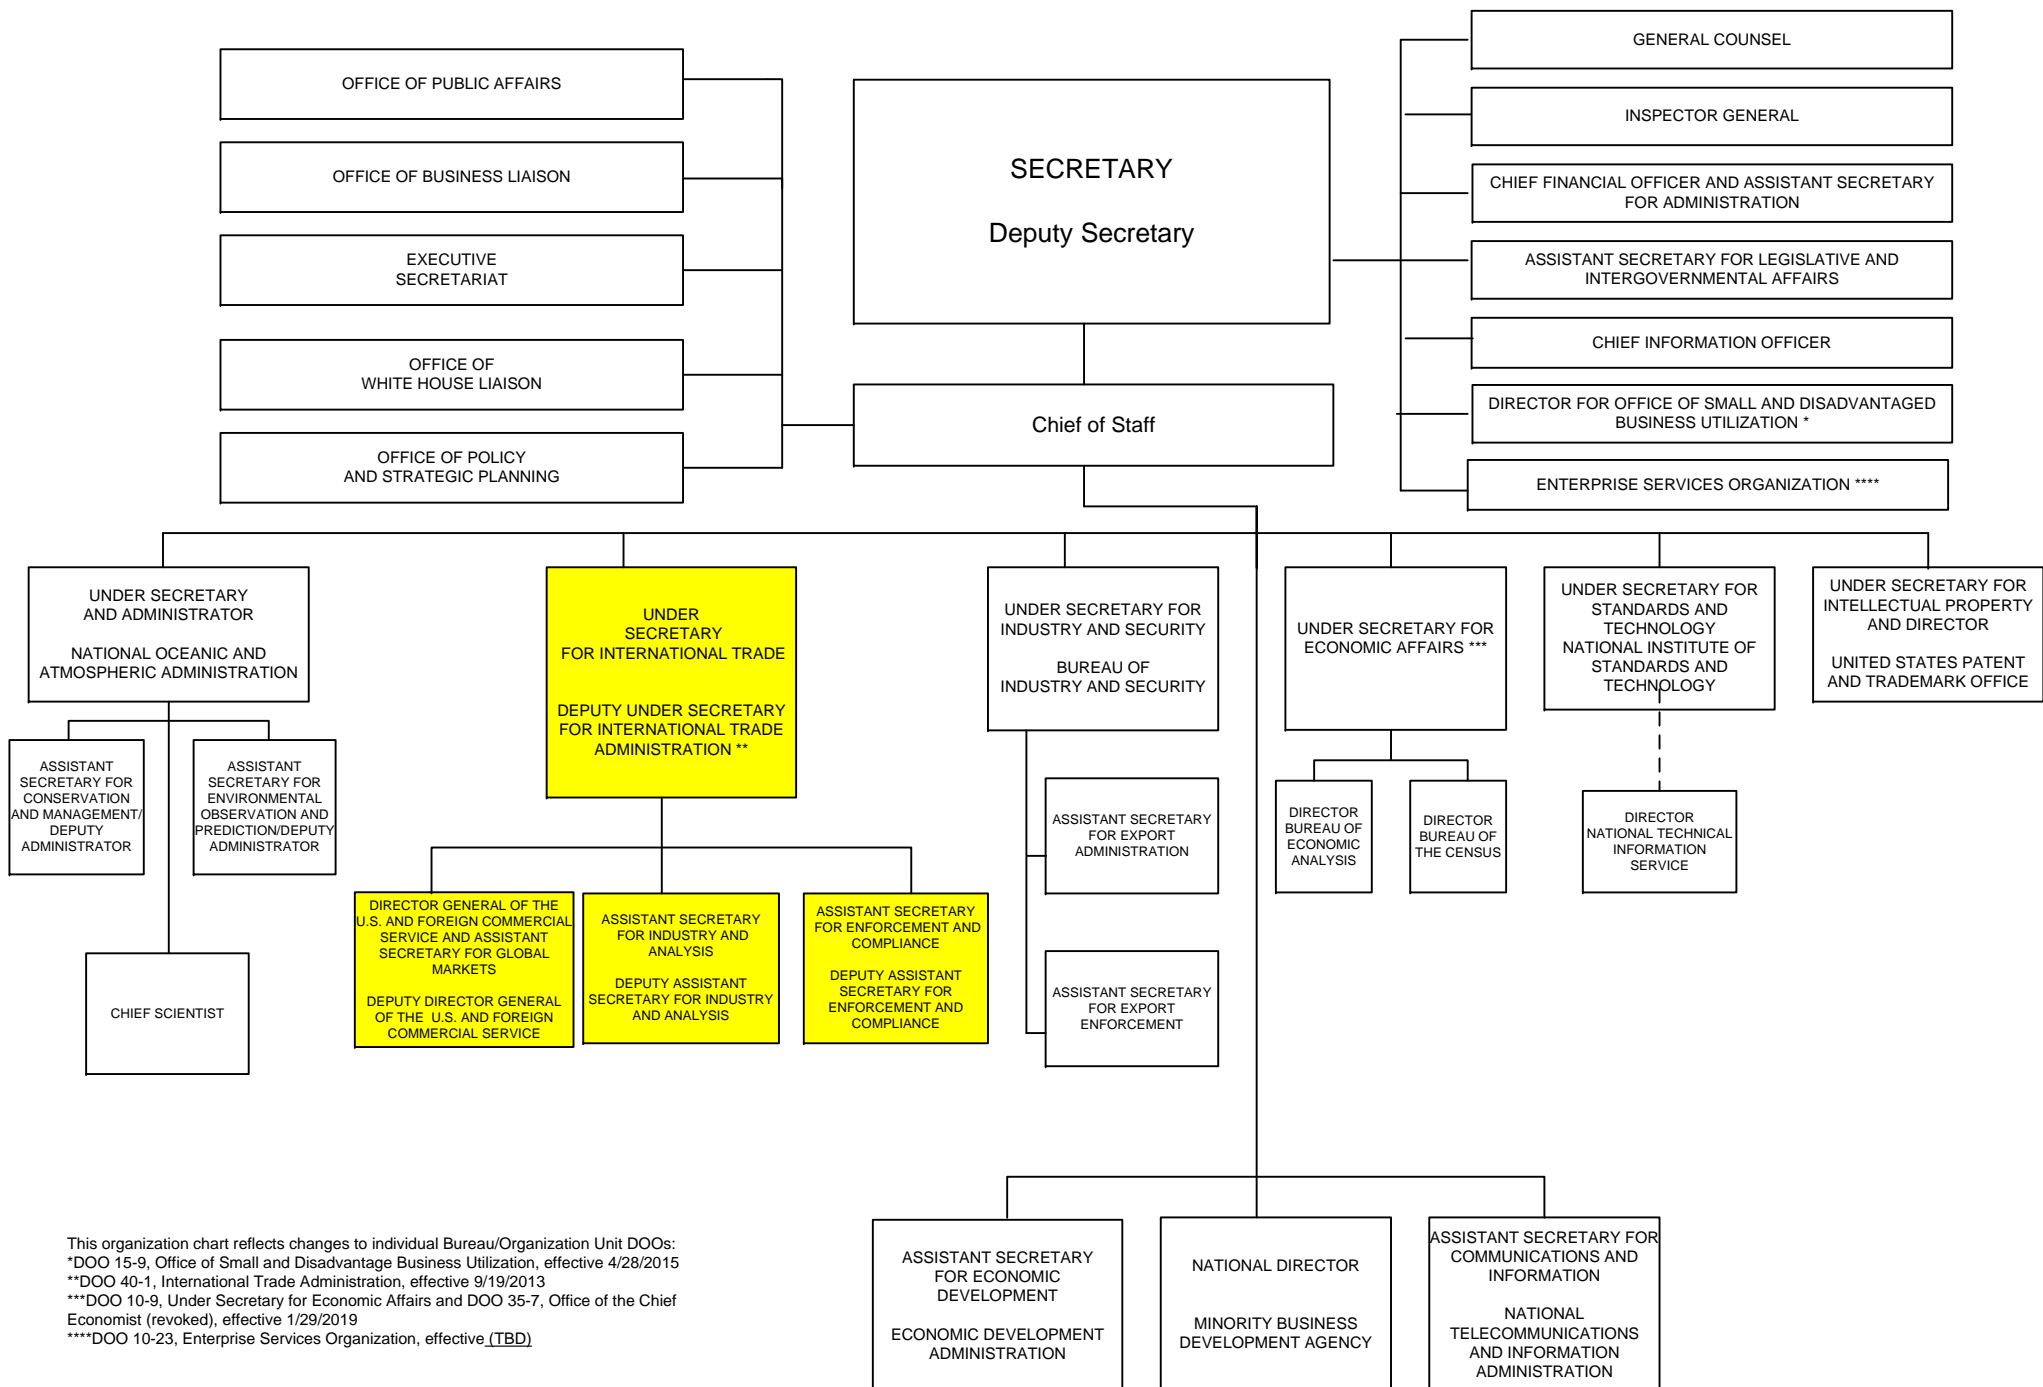 OFFICE OF PUBLIC AFFAIRS
OFFICE OF BUSINESS LIAISON
EXECUTIVE
SECRETARIAT
OFFICE OF
WHITE HOUSE LIAISON
OFFICE OF POLICY
AND STRATEGIC PLANNING
SECRETARY
Deputy Secretary
Chief of Staff
GENERAL COUNSEL
INSPECTOR GENERAL
CHIEF FINANCIAL OFFICER AND ASSISTANT SECRETARY
FOR ADMINISTRATION
ASSISTANT SECRETARY FOR LEGISLATIVE AND
INTERGOVERNMENTAL AFFAIRS
CHIEF INFORMATION OFFICER
DIRECTOR FOR OFFICE OF SMALL AND DISADVANTAGED
BUSINESS UTILIZATION *
ENTERPRISE SERVICES ORGANIZATION ****
UNDER SECRETARY
AND ADMINISTRATOR
NATIONAL OCEANIC AND
ATMOSPHERIC ADMINISTRATION
UNDER
SECRETARY
FOR INTERNATIONAL TRADE
DEPUTY UNDER SECRETARY
FOR INTERNATIONAL TRADE
ADMINISTRATION **
UNDER SECRETARY FOR
INDUSTRY AND SECURITY
BUREAU OF
INDUSTRY AND SECURITY
UNDER SECRETARY FOR
ECONOMIC AFFAIRS ***
UNDER SECRETARY FOR
STANDARDS AND
TECHNOLOGY
NATIONAL INSTITUTE OF
STANDARDS AND
TECHNOLOGY
UNDER SECRETARY FOR
INTELLECTUAL PROPERTY
AND DIRECTOR
UNITED STATES PATENT
AND TRADEMARK OFFICE
ASSISTANT
SECRETARY FOR
CONSERVATION
AND MANAGEMENT/
DEPUTY
ADMINISTRATOR
ASSISTANT
SECRETARY FOR
ENVIRONMENTAL
OBSERVATION AND
PREDICTION/DEPUTY
ADMINISTRATOR
CHIEF SCIENTIST
DIRECTOR GENERAL OF THE
U.S. AND FOREIGN COMMERCIAL
SERVICE AND ASSISTANT
SECRETARY FOR GLOBAL
MARKETS
DEPUTY DIRECTOR GENERAL
OF THE U.S. AND FOREIGN
COMMERCIAL SERVICE
ASSISTANT SECRETARY
FOR INDUSTRY AND
ANALYSIS
DEPUTY ASSISTANT
SECRETARY FOR INDUSTRY
AND ANALYSIS
ASSISTANT SECRETARY
FOR ENFORCEMENT AND
COMPLIANCE
DEPUTY ASSISTANT
SECRETARY FOR
ENFORCEMENT AND
COMPLIANCE
ASSISTANT SECRETARY
FOR EXPORT
ADMINISTRATION
ASSISTANT SECRETARY
FOR EXPORT
ENFORCEMENT
DIRECTOR
BUREAU OF
ECONOMIC
ANALYSIS
DIRECTOR
BUREAU OF
THE CENSUS
DIRECTOR
NATIONAL TECHNICAL
INFORMATION
SERVICE
ASSISTANT SECRETARY
FOR ECONOMIC
DEVELOPMENT
ECONOMIC DEVELOPMENT
ADMINISTRATION
NATIONAL DIRECTOR
MINORITY BUSINESS
DEVELOPMENT AGENCY
ASSISTANT SECRETARY FOR
COMMUNICATIONS AND
INFORMATION
NATIONAL
TELECOMMUNICATIONS
AND INFORMATION
ADMINISTRATION
This organization chart reflects changes to individual Bureau/Organization Unit DOOs:
*DOO 15-9, Office of Small and Disadvantage Business Utilization, effective 4/28/2015
**DOO 40-1, International Trade Administration, effective 9/19/2013
***DOO 10-9, Under Secretary for Economic Affairs and DOO 35-7, Office of the Chief
Economist (revoked), effective 1/29/2019
****DOO 10-23, Enterprise Services Organization, effective (TBD)